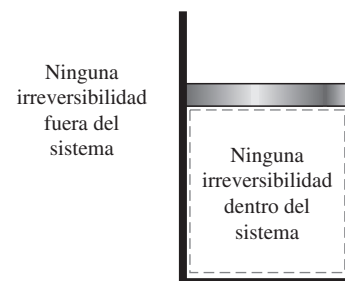 Ninguna
irreversibilidad
fuera del
sistema
Ninguna
irreversibilidad
dentro del
sistema